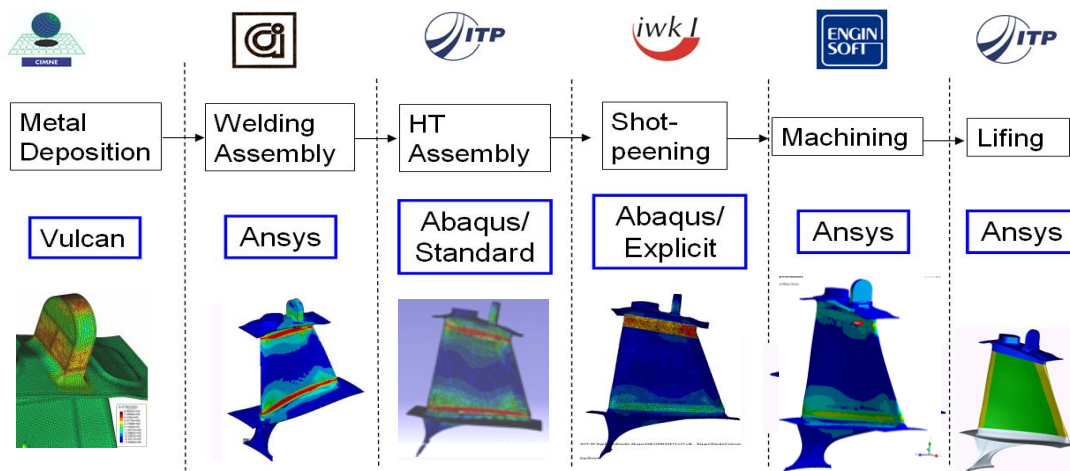 CIMNE
ITP
iwk I
ENGIN
SOFT
ITP
Metal
Deposition
Welding
Assembly
HT
Assembly
Shot-
peening
Machining
Lifing
Vulcan
Ansys
Abaqus/
Standard
Abaqus/
Explicit
Ansys
Ansys